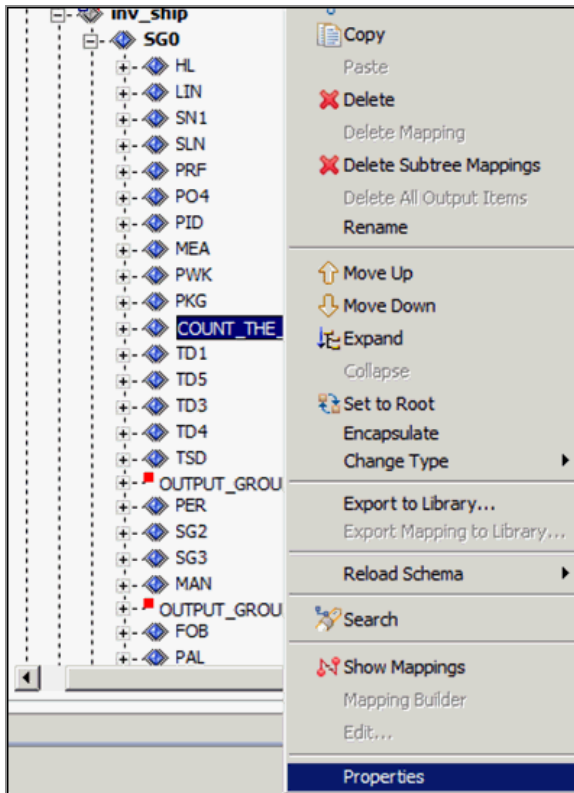 inv_ship
SG0
HL
LIN
SN1
SLN
PRF
PO4
PID
MEA
PWK
PKG
COUNT_THE_
TD1
TD5
TD3
TD4
TSD
OUTPUT_GROU
PER
SG2
SG3
MAN
OUTPUT_GROU
FOB
PAL
Copy
Paste
Delete
Delete Mapping
Delete Subtree Mappings
Delete All Output Items
Rename
Move Up
Move Down
Expand
Collapse
Set to Root
Encapsulate
Change Type
Export to Library...
Export Mapping to Library...
Reload Schema
Search
Show Mappings
Mapping Builder
Edit...
Properties